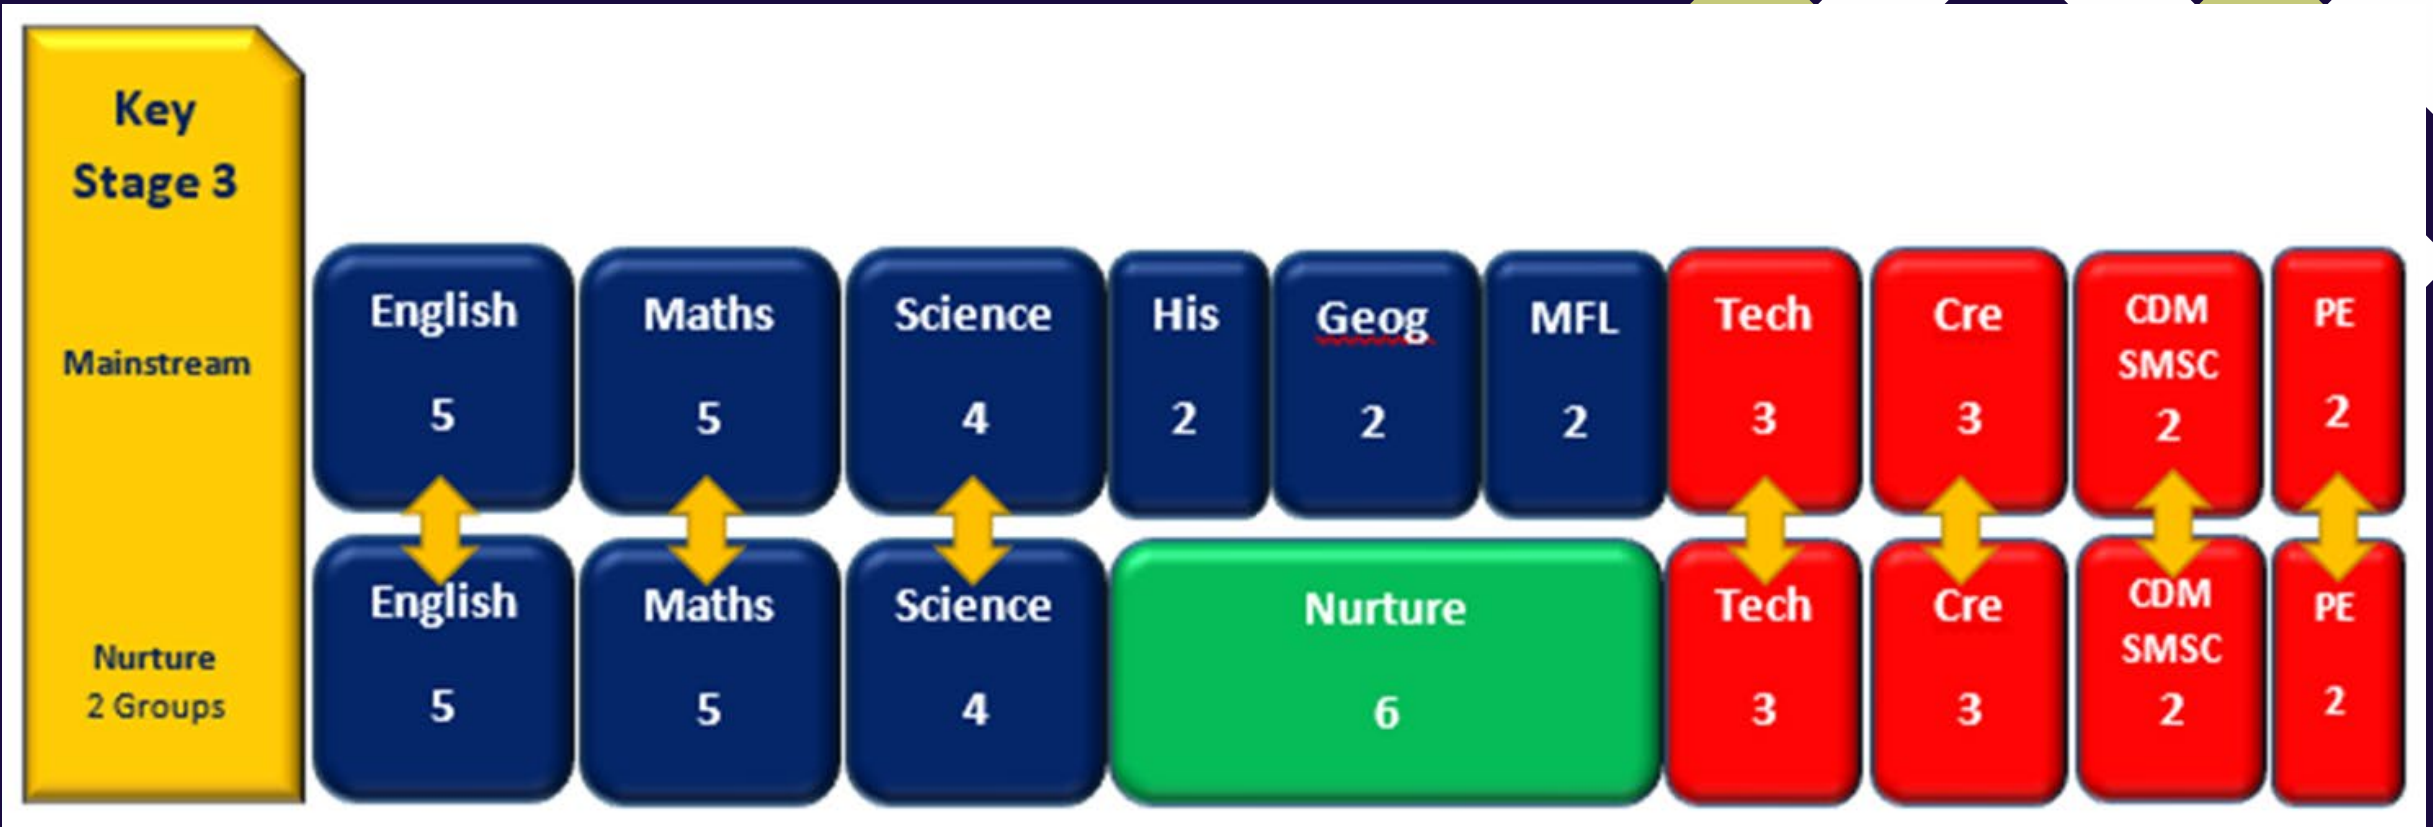 Key
Stage 3
Mainstream
English
5
Maths
5
Science
4
His
2
Geog
2
MFL
2
Tech
3
Cre
3
CDM
SMSC
2
PE
2
Nurture
2 Groups
English
5
Maths
5
Science
4
Nurture
6
Tech
3
Cre
3
CDM
SMSC
2
PE
2